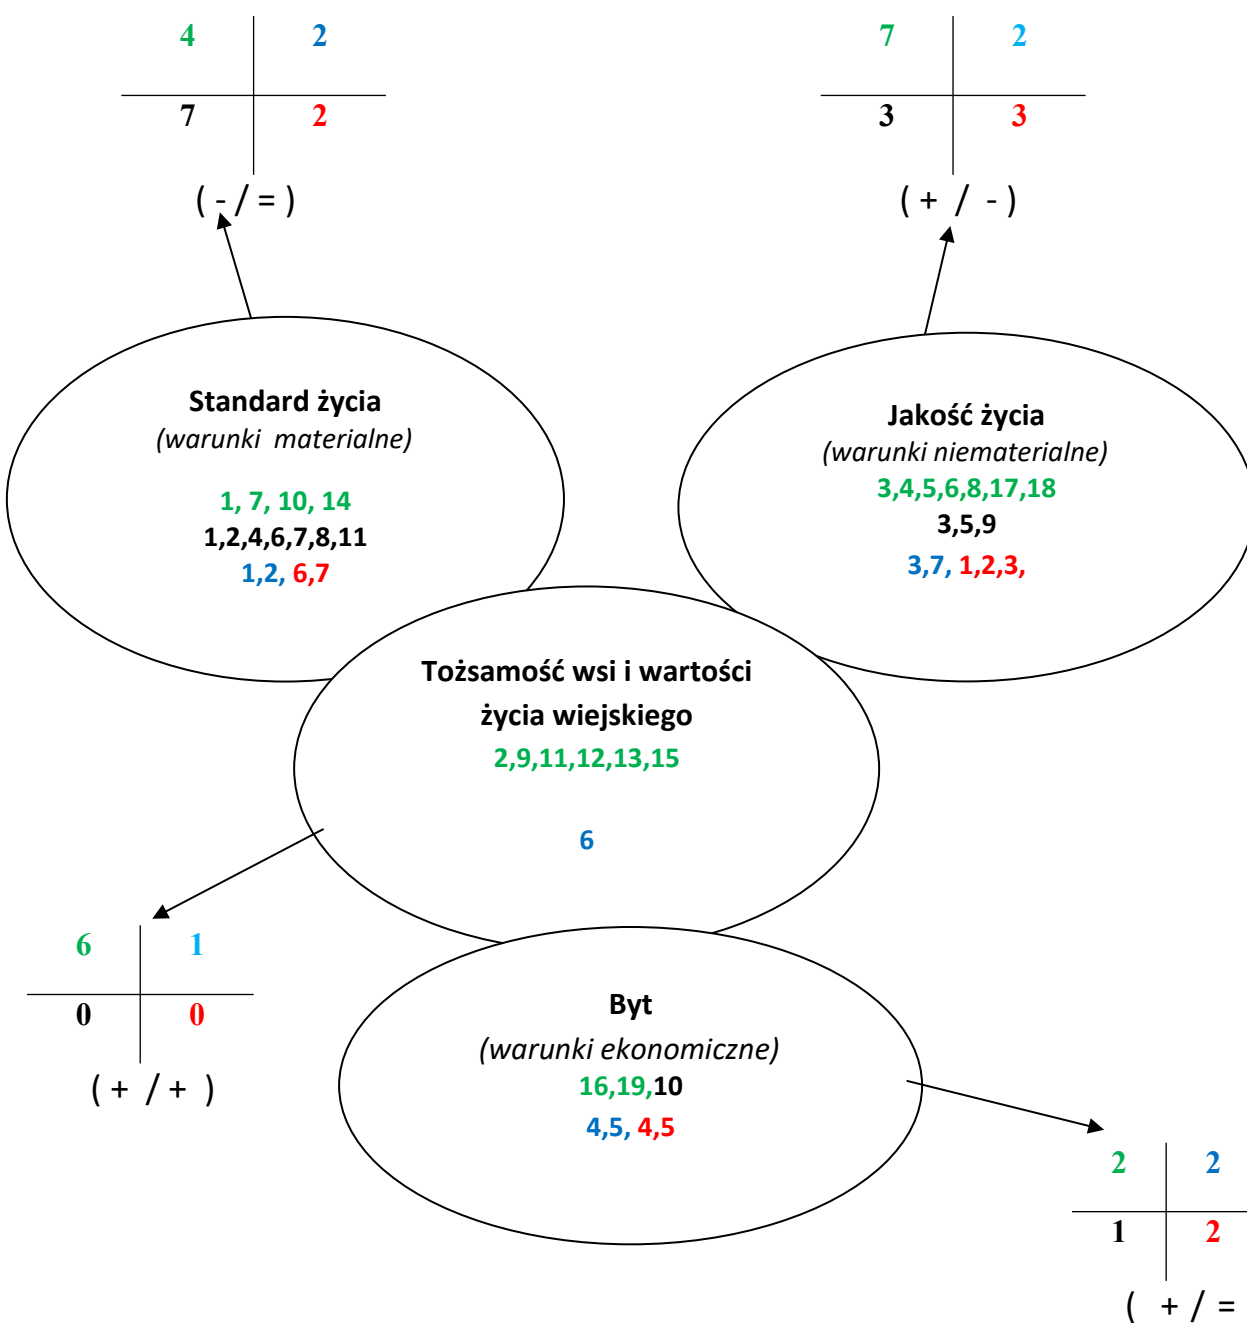 4 2
7 2
( - / = )
7 2
3 3
( + / - )
Standard życia
(warunki materialne)
1, 7, 10, 14
1,2,4,6,7,8,11
1,2, 6,7
Jakość życia
(warunki niematerialne)
3,4,5,6,8,17,18
3,5,9
3,7, 1,2,3,
Tożsamość wsi i wartości
życia wiejskiego
2,9,11,12,13,15
6
6 1
0 0
( + / + )
Byt
(warunki ekonomiczne)
16,19,10
4,5, 4,5
2 2
1 2
( + / =